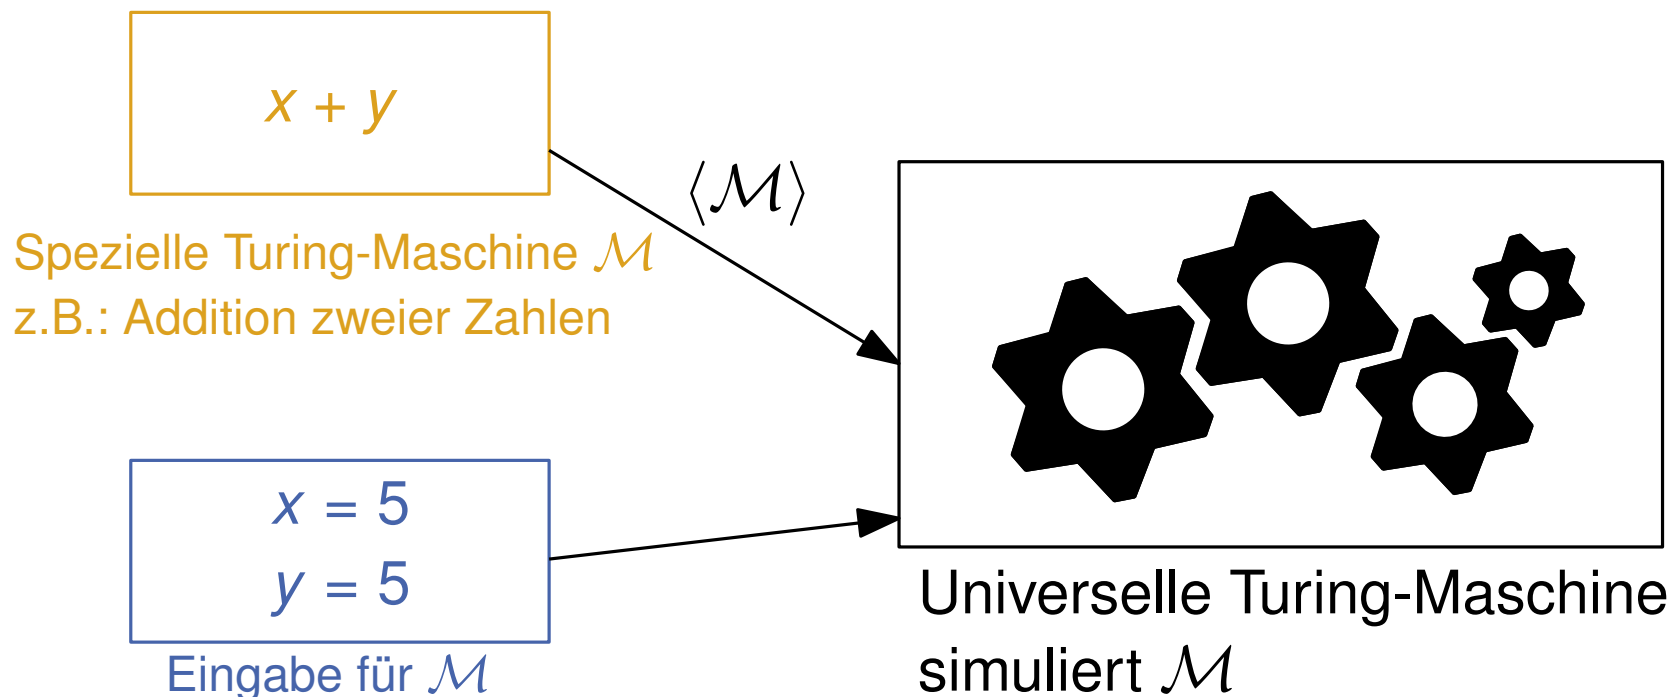 x + y
Spezielle Turing-Maschine ℳ
z.B.: Addition zweier Zahlen
⟨ℳ⟩
x = 5
y = 5
Eingabe für ℳ
Universelle Turing-Maschine
simuliert ℳ